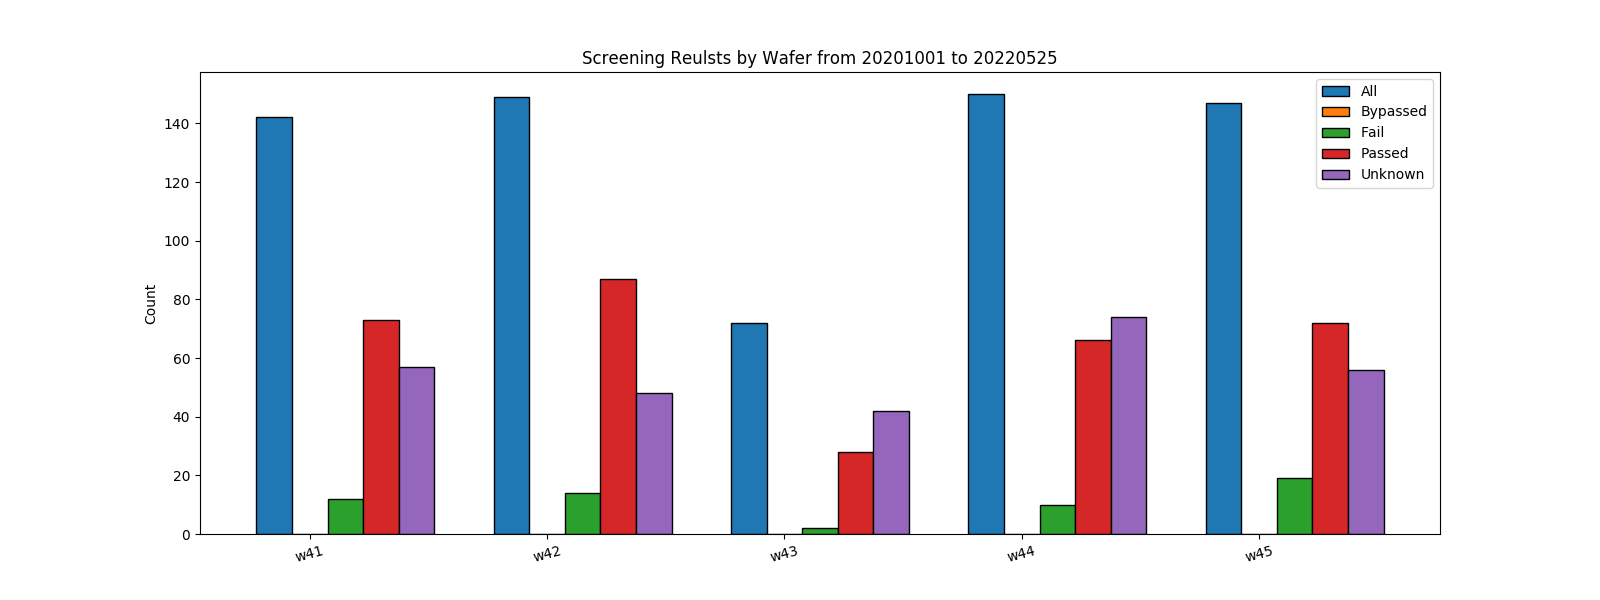 Screening Reulsts by Wafer from 20201001 to 20220525
All
Bypassed
Fail
Passed
Unknown
Count
140
120
100
80
60
40
20
0
w41
w42
w43
w44
w45